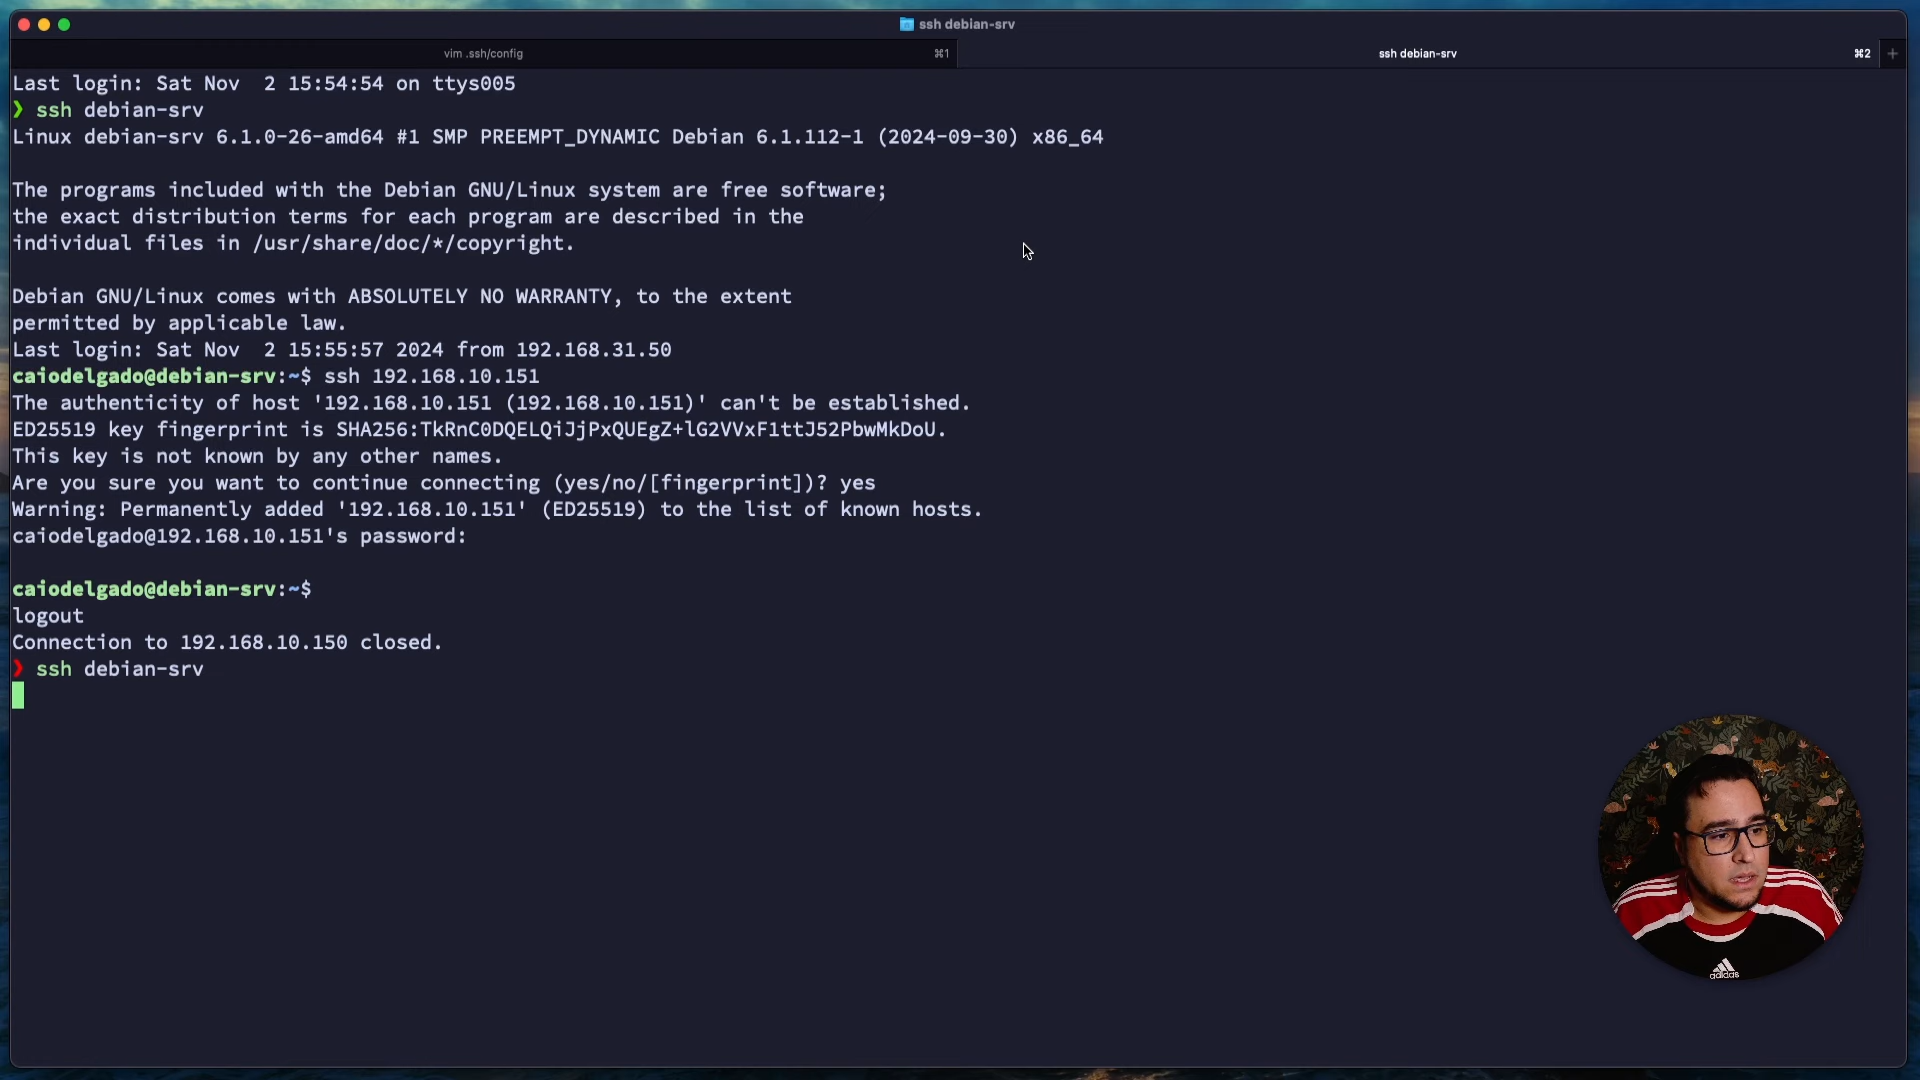 ssh debian-srv
vim .ssh/config ⌘1 ssh debian-srv ⌘2 +
Last login: Sat Nov  2 15:54:54 on ttys005
❯ ssh debian-srv
Linux debian-srv 6.1.0-26-amd64 #1 SMP PREEMPT_DYNAMIC Debian 6.1.112-1 (2024-09-30) x86_64
The programs included with the Debian GNU/Linux system are free software;
the exact distribution terms for each program are described in the
individual files in /usr/share/doc/*/copyright.
Debian GNU/Linux comes with ABSOLUTELY NO WARRANTY, to the extent
permitted by applicable law.
Last login: Sat Nov  2 15:55:57 2024 from 192.168.31.50
caiodelgado@debian-srv:~$ ssh 192.168.10.151
The authenticity of host '192.168.10.151 (192.168.10.151)' can't be established.
ED25519 key fingerprint is SHA256:TkRnC0DQELQiJjPxQUEgZ+lG2VVxF1ttJ52PbwMkDoU.
This key is not known by any other names.
Are you sure you want to continue connecting (yes/no/[fingerprint])? yes
Warning: Permanently added '192.168.10.151' (ED25519) to the list of known hosts.
caiodelgado@192.168.10.151's password:
caiodelgado@debian-srv:~$
logout
Connection to 192.168.10.150 closed.
❯ ssh debian-srv
adidas